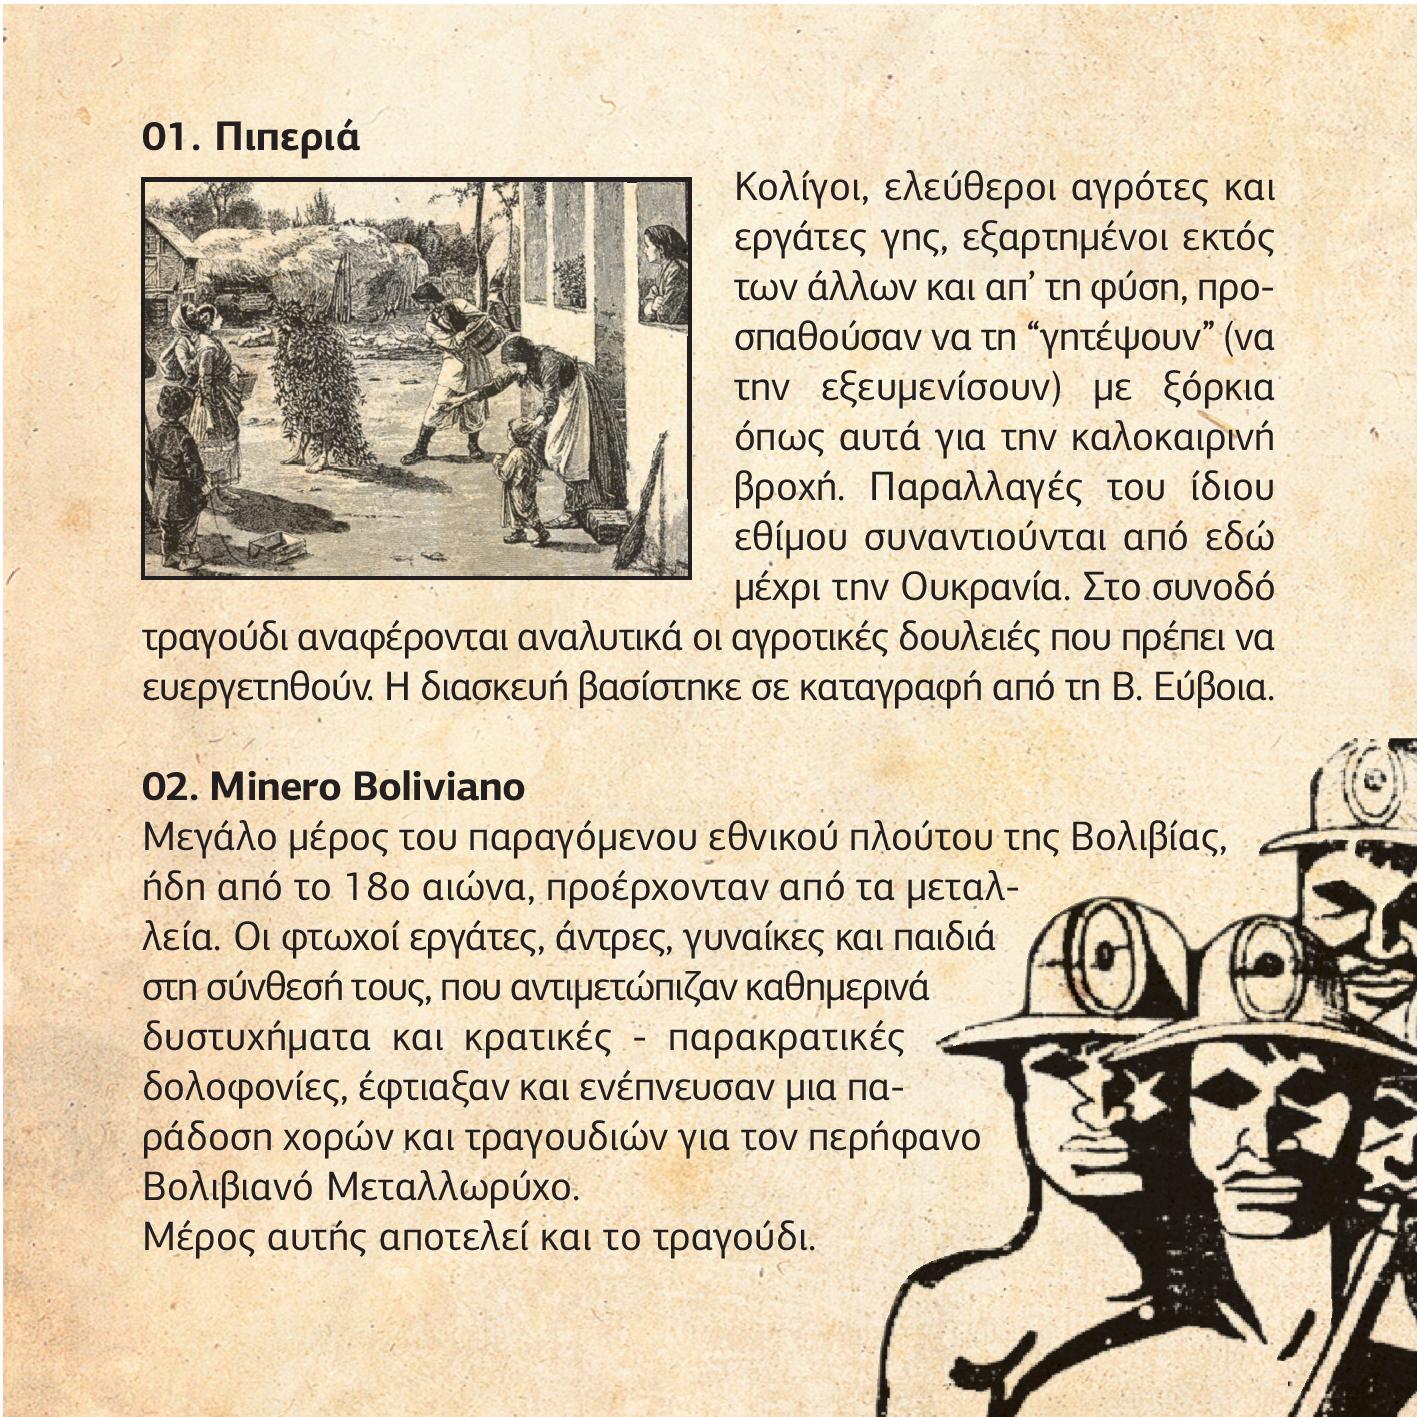 01. Πιπεριά
Κολίγοι, ελεύθεροι αγρότες και
εργάτες γης, εξαρτημένοι εκτός
των άλλων και απ’ τη φύση, προ-
σπαθούσαν να τη “γητέψουν” (να
την εξευμενίσουν) με ξόρκια
όπως αυτά για την καλοκαιρινή
βροχή. Παραλλαγές του ίδιου
εθίμου συναντιούνται από εδώ
μέχρι την Ουκρανία. Στο συνοδό
τραγούδι αναφέρονται αναλυτικά οι αγροτικές δουλειές που πρέπει να
ευεργετηθούν. Η διασκευή βασίστηκε σε καταγραφή από τη Β. Εύβοια.
02. Minero Boliviano
Μεγάλο μέρος του παραγόμενου εθνικού πλούτου της Βολιβίας,
ήδη από το 18ο αιώνα, προέρχονταν από τα μεταλ-
λεία. Οι φτωχοί εργάτες, άντρες, γυναίκες και παιδιά
στη σύνθεσή τους, που αντιμετώπιζαν καθημερινά
δυστυχήματα και κρατικές - παρακρατικές
δολοφονίες, έφτιαξαν και ενέπνευσαν μια πα-
ράδοση χορών και τραγουδιών για τον περήφανο
Βολιβιανό Μεταλλωρύχο.
Μέρος αυτής αποτελεί και το τραγούδι.